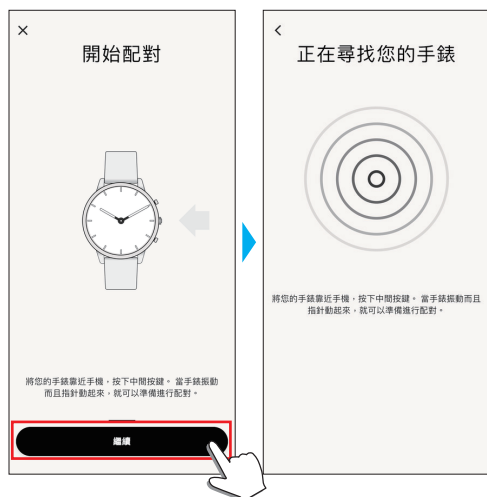 開始配對
將您的手錶靠近手機，按下中間按鍵。當手錶振動
而且指針動起來，就可以準備進行配對。
繼續
正在尋找您的手錶
將您的手錶靠近手機，按下中間按鍵。當手錶振動而且
指針動起來，就可以準備進行配對。